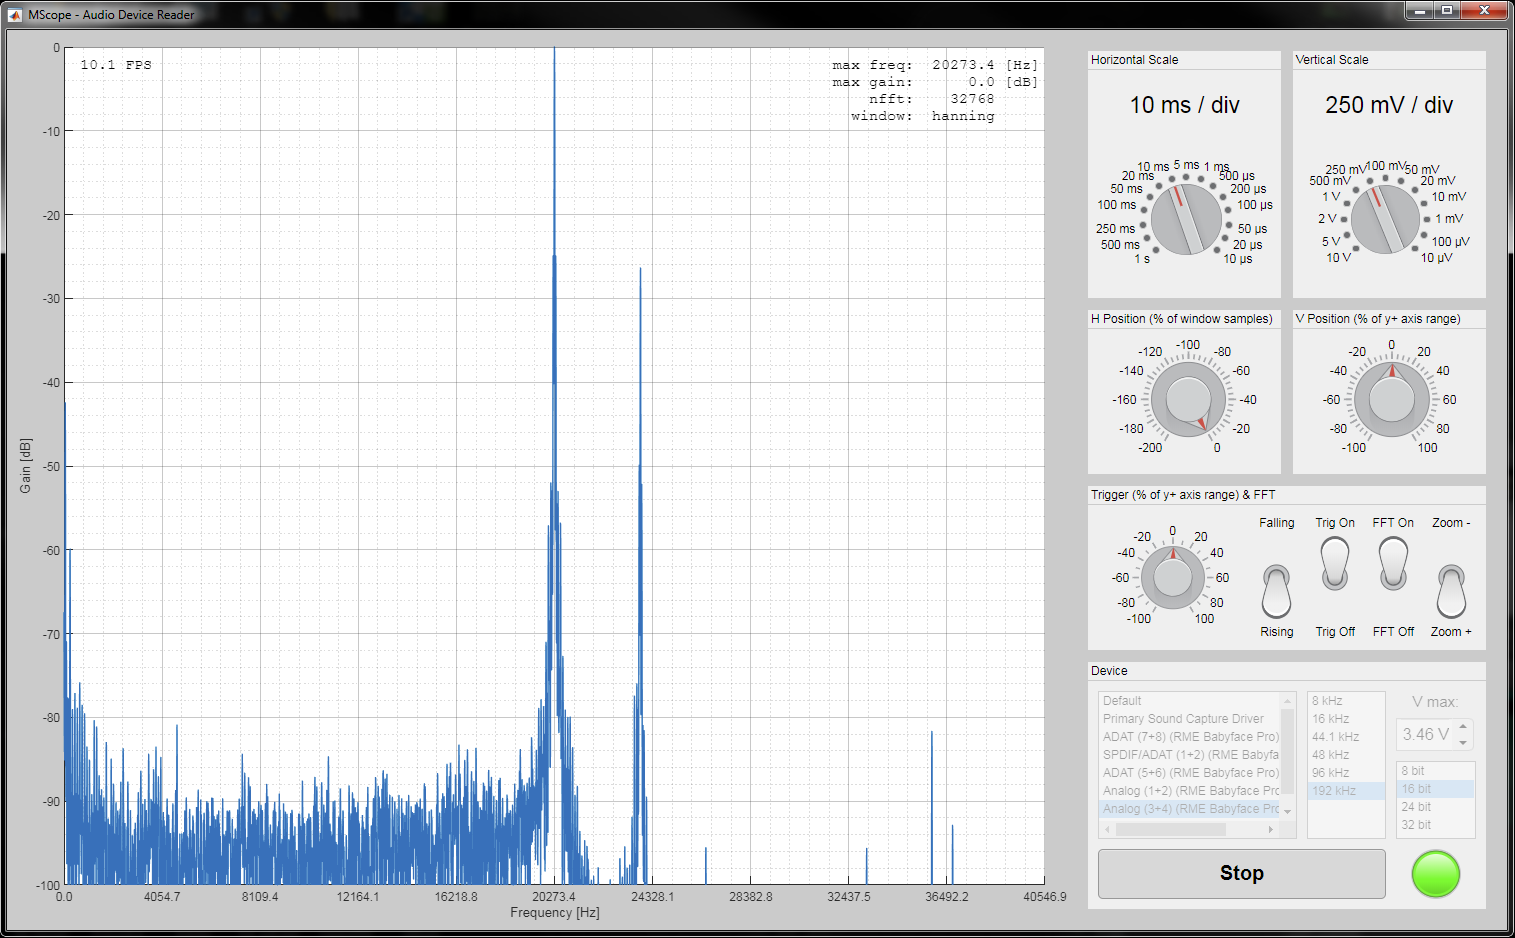 MScope - Audio Device Reader
10.1 FPS
max freq: 20273.4 [Hz]
max gain: 0.0 [dB]
nfft: 32768
window: hanning
0
-10
-20
-30
-40
-50
-60
-70
-80
-90
-100
Gain [dB]
0.0 4054.7 8109.4 12164.1 16218.8 20273.4 24328.1 28382.8 32437.5 36492.2 40546.9
Frequency [Hz]
Horizontal Scale
10 ms / div
1 s
500 ms
250 ms
100 ms
50 ms
20 ms
10 ms
5 ms
1 ms
500 µs
200 µs
100 µs
50 µs
20 µs
10 µs
Vertical Scale
250 mV / div
10 V
5 V
2 V
1 V
500 mV
250 mV
100 mV
50 mV
20 mV
10 mV
1 mV
100 µV
10 µV
H Position (% of window samples)
-200
-180
-160
-140
-120
-100
-80
-60
-40
-20
0
V Position (% of y+ axis range)
-100
-80
-60
-40
-20
0
20
40
60
80
100
Trigger (% of y+ axis range) & FFT
-100
-80
-60
-40
-20
0
20
40
60
80
100
Falling
Rising
Trig On
Trig Off
FFT On
FFT Off
Zoom -
Zoom +
Device
Default
Primary Sound Capture Driver
ADAT (7+8) (RME Babyface Pro)
SPDIF/ADAT (1+2) (RME Babyfa
ADAT (5+6) (RME Babyface Pro)
Analog (1+2) (RME Babyface Prc
Analog (3+4) (RME Babyface Prc
8 kHz
16 kHz
44.1 kHz
48 kHz
96 kHz
192 kHz
V max:
3.46 V
8 bit
16 bit
24 bit
32 bit
Stop